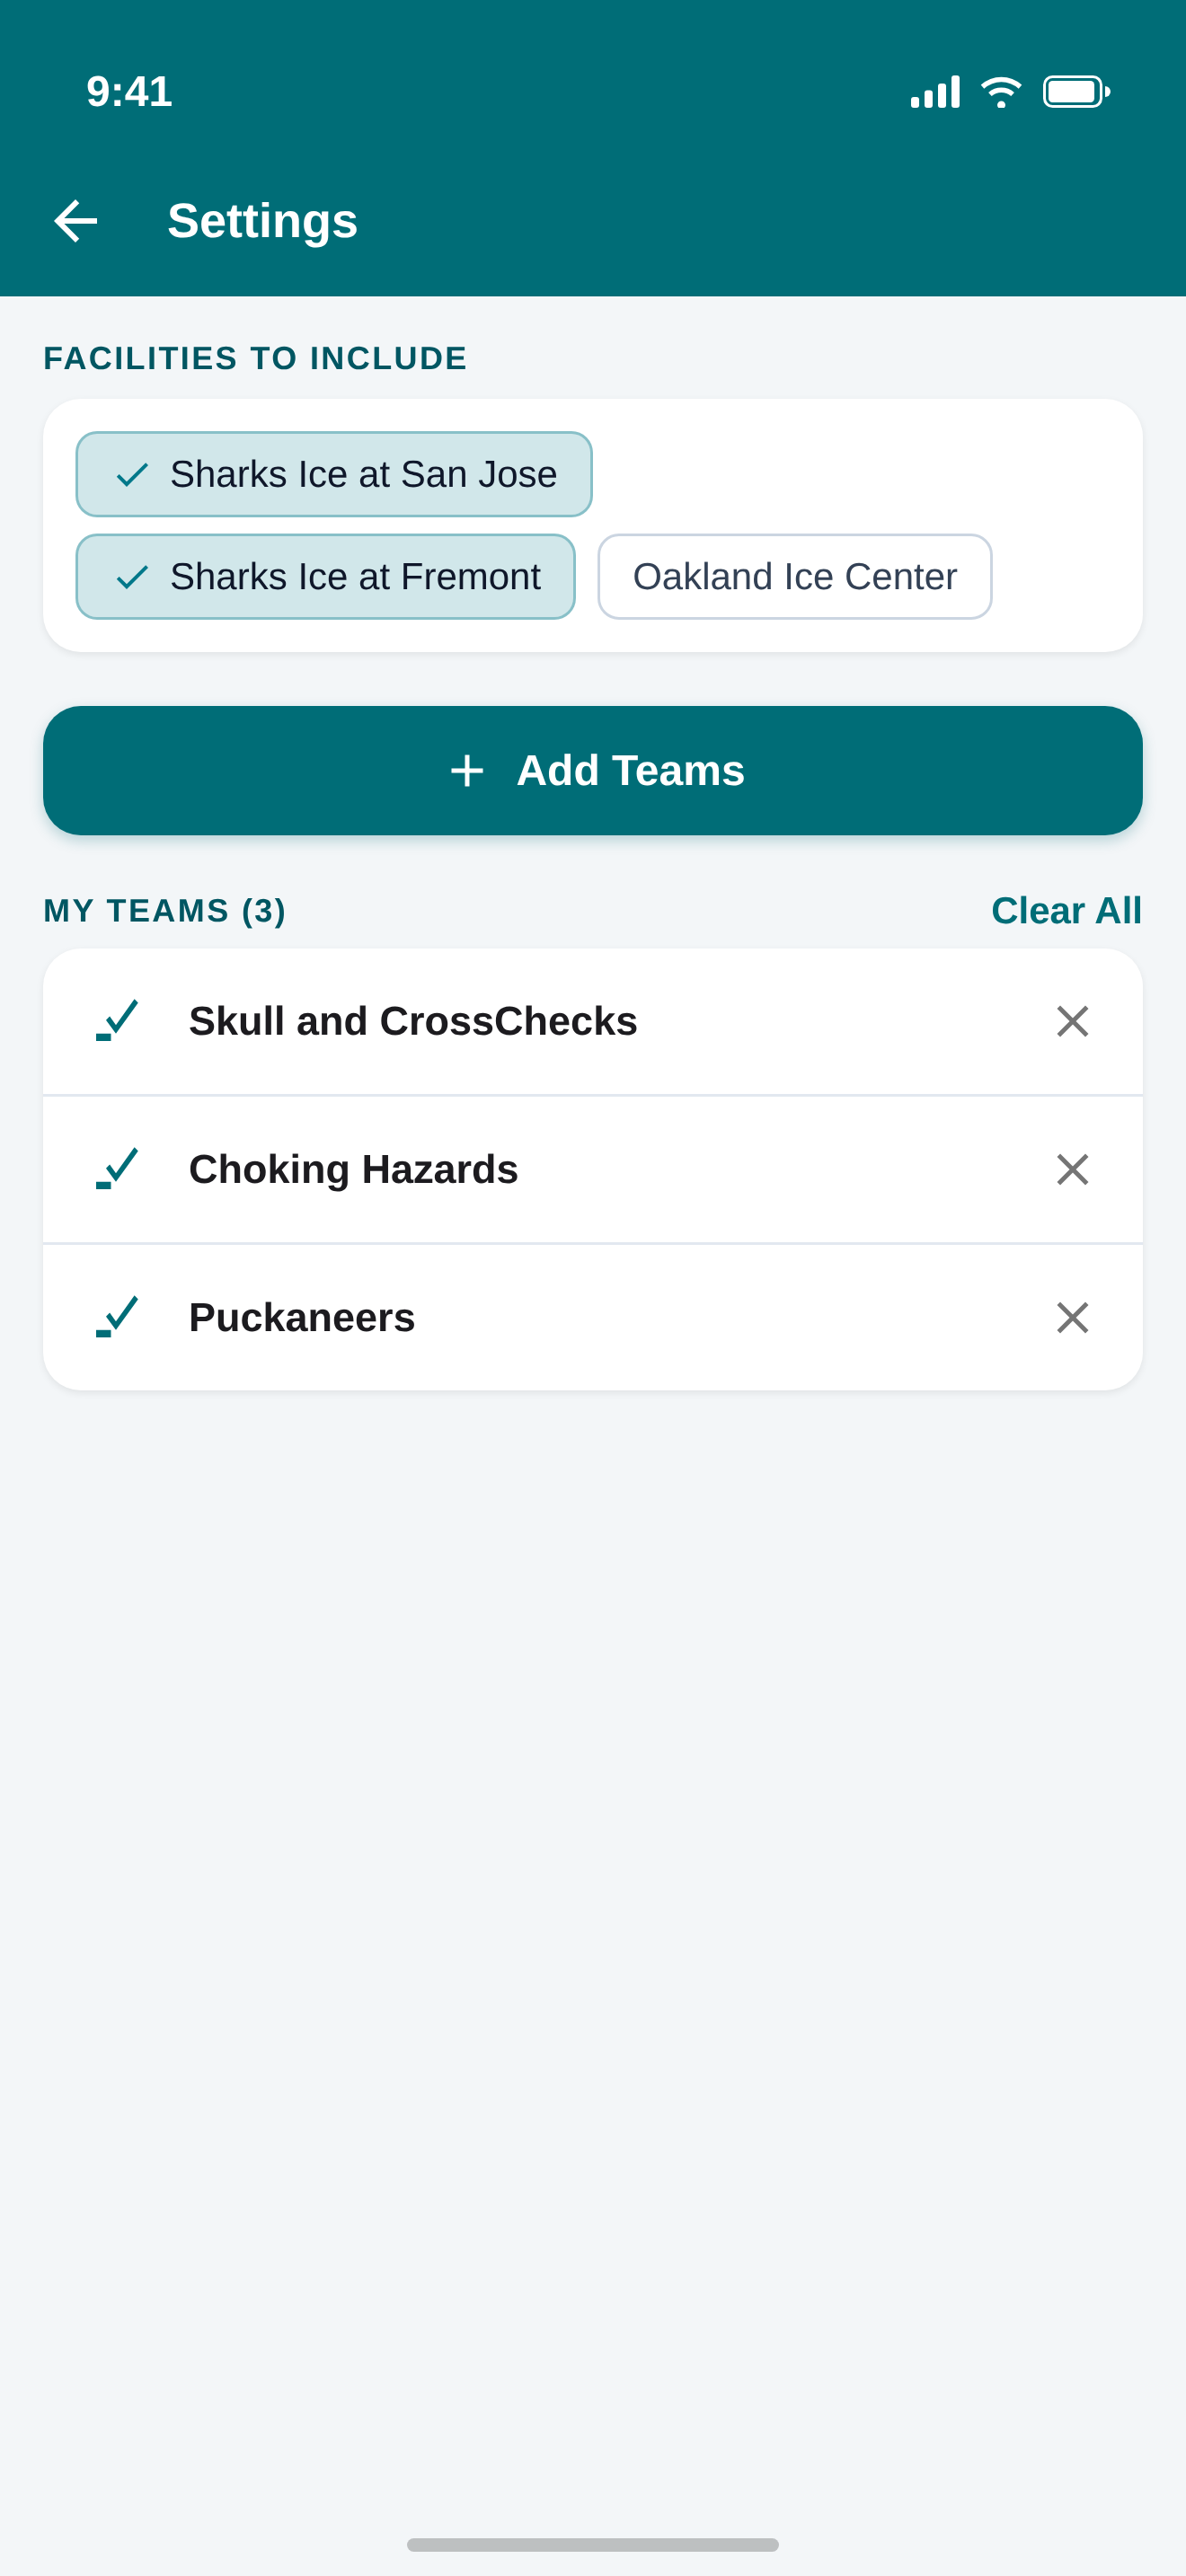 9:41
Settings
FACILITIES TO INCLUDE
Sharks Ice at San Jose
Sharks Ice at Fremont
Oakland Ice Center
Add Teams
MY TEAMS (3)
Clear All
Skull and CrossChecks
Choking Hazards
Puckaneers